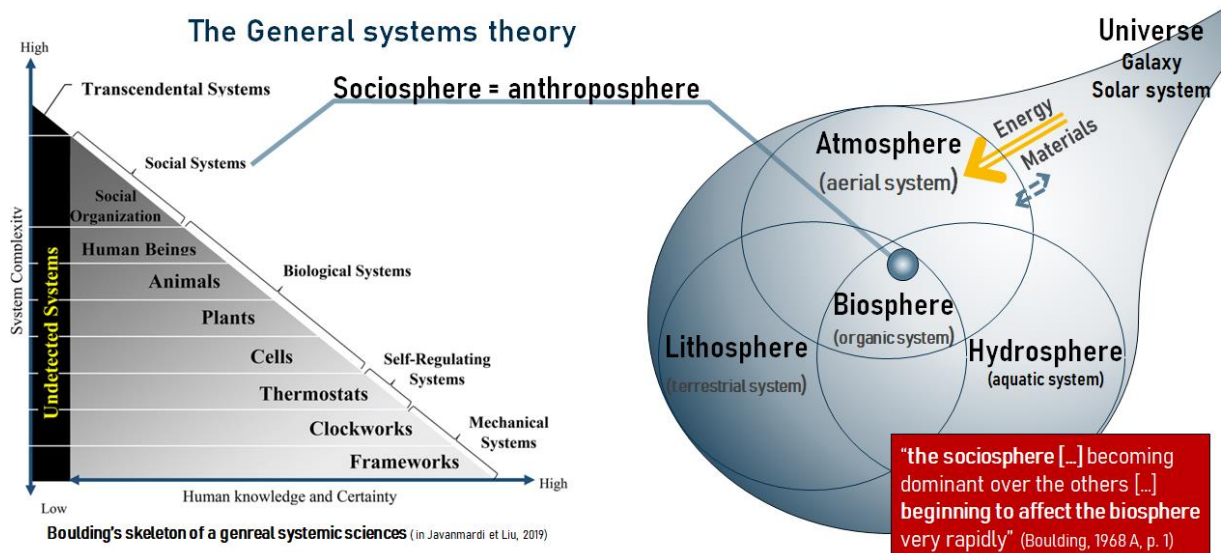 The General systems theory
High
Transcendental Systems
Social Systems
Social
Organization
Human Beings
Biological Systems
Animals
Plants
Cells
Self-Regulating
Systems
Thermostats
Clockworks
Mechanical
Systems
Frameworks
System Complexity
Undetected Systems
Low
Human knowledge and Certainty
High
Boulding's skeleton of a genreal systemic sciences ( in Javanmardi et Liu, 2019)
Sociosphere = anthroposphere
Universe
Galaxy
Solar system
Energy
Materials
Atmosphere
(aerial system)
Biosphere
(organic system)
Lithosphere
(terrestrial system)
Hydrosphere
(aquatic system)
"the sociosphere [...] becoming
dominant over the others [...]
beginning to affect the biosphere
very rapidly" (Boulding, 1968 A, p. 1)